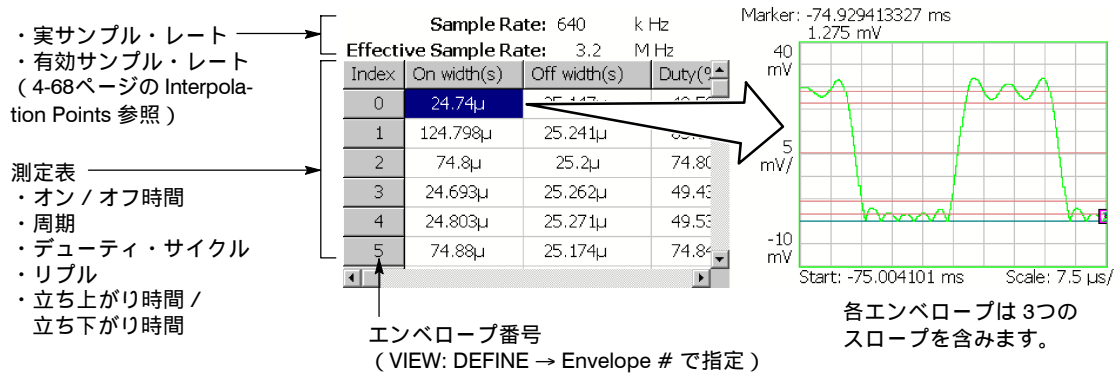 ・実サンプル・レート
・有効サンプル・レート
（4-68ページの Interpola-
tion Points 参照）
測定表
・オン / オフ時間
・周期
・デューティ・サイクル
・リプル
・立ち上がり時間 /
立ち下がり時間
Sample Rate: 640 k Hz
Effective Sample Rate: 3.2 M Hz
Index On width(s) Off width(s) Duty(%
0 24.74µ
1 124.798µ 25.241µ
2 74.8µ 25.2µ 74.80
3 24.693µ 25.262µ 49.43
4 24.803µ 25.271µ 49.53
5 74.88µ 25.174µ 74.84
エンベロープ番号
（VIEW: DEFINE → Envelope # で指定）
Marker: -74.929413327 ms
1.275 mV
40
mV
5
mV/
-10
mV
Start: -75.004101 ms Scale: 7.5 µs/
各エンベロープは 3つの
スロープを含みます。